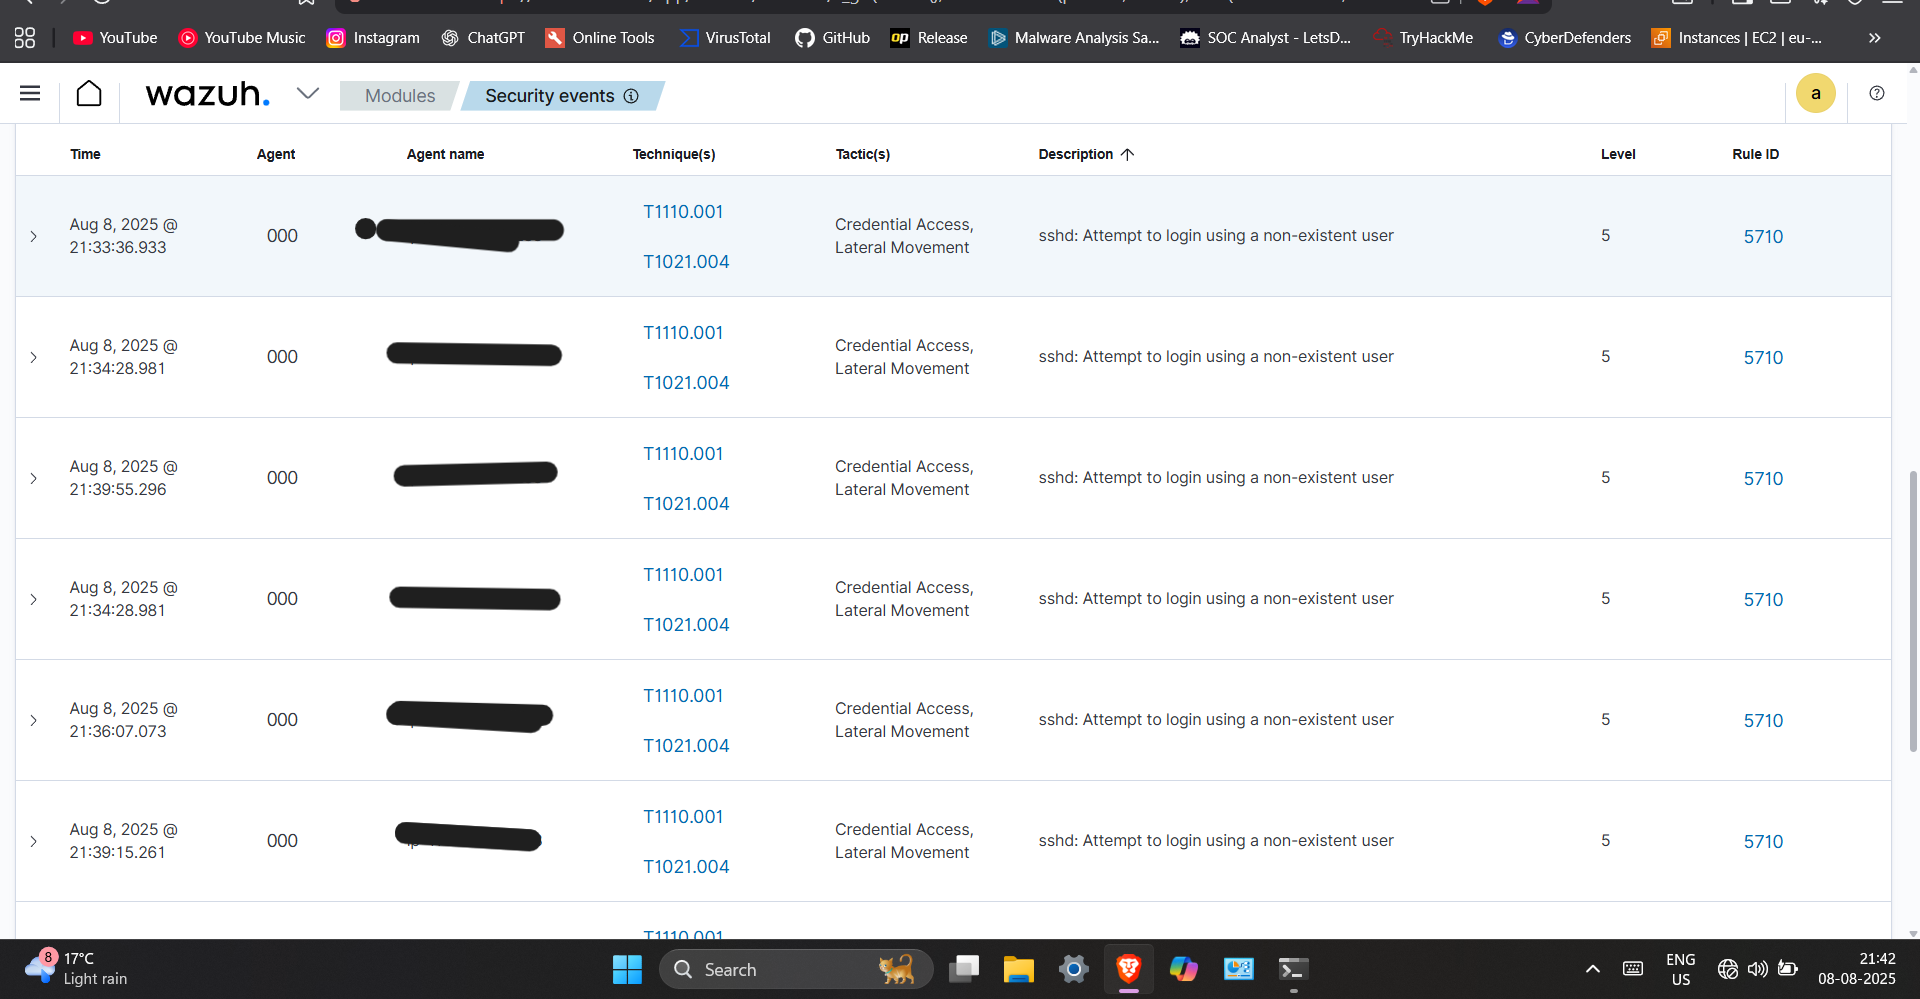 YouTube YouTube Music Instagram ChatGPT Online Tools VirusTotal GitHub op Release Malware Analysis Sa... SOC Analyst - LetsD... TryHackMe CyberDefenders Instances | EC2 | eu-...
wazuh. Modules Security events a
Time Agent Agent name Technique(s) Tactic(s) Description Level Rule ID
T1110.001
Aug 8, 2025 @ Credential Access,
000 sshd: Attempt to login using a non-existent user 5 5710
21:33:36.933 Lateral Movement
T1021.004
T1110.001
Aug 8, 2025 @ Credential Access,
000 sshd: Attempt to login using a non-existent user 5 5710
21:34:28.981 Lateral Movement
T1021.004
T1110.001
Aug 8, 2025 @ Credential Access,
000 sshd: Attempt to login using a non-existent user 5 5710
21:39:55.296 Lateral Movement
T1021.004
T1110.001
Aug 8, 2025 @ Credential Access,
000 sshd: Attempt to login using a non-existent user 5 5710
21:34:28.981 Lateral Movement
T1021.004
T1110.001
Aug 8, 2025 @ Credential Access,
000 sshd: Attempt to login using a non-existent user 5 5710
21:36:07.073 Lateral Movement
T1021.004
T1110.001
Aug 8, 2025 @ Credential Access,
000 sshd: Attempt to login using a non-existent user 5 5710
21:39:15.261 Lateral Movement
T1021.004
T1110.001
8 17°C
Light rain
Search
ENG
US
21:42
08-08-2025